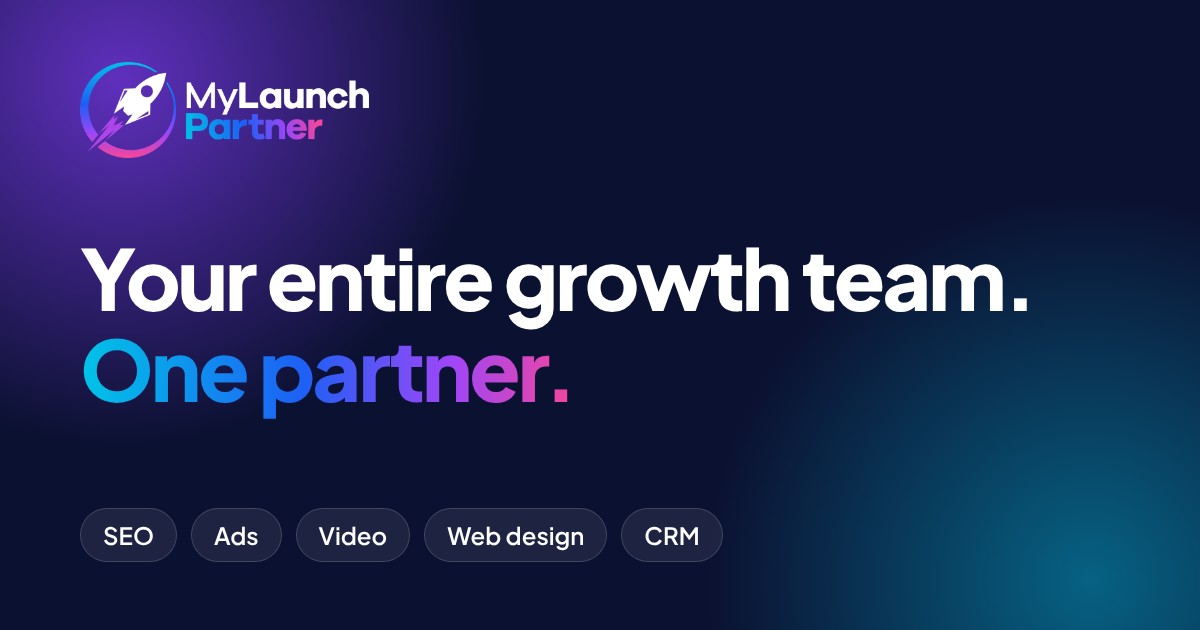 MyLaunch
Partner
Your entire growth team.
One partner.
SEO
Ads
Video
Web design
CRM